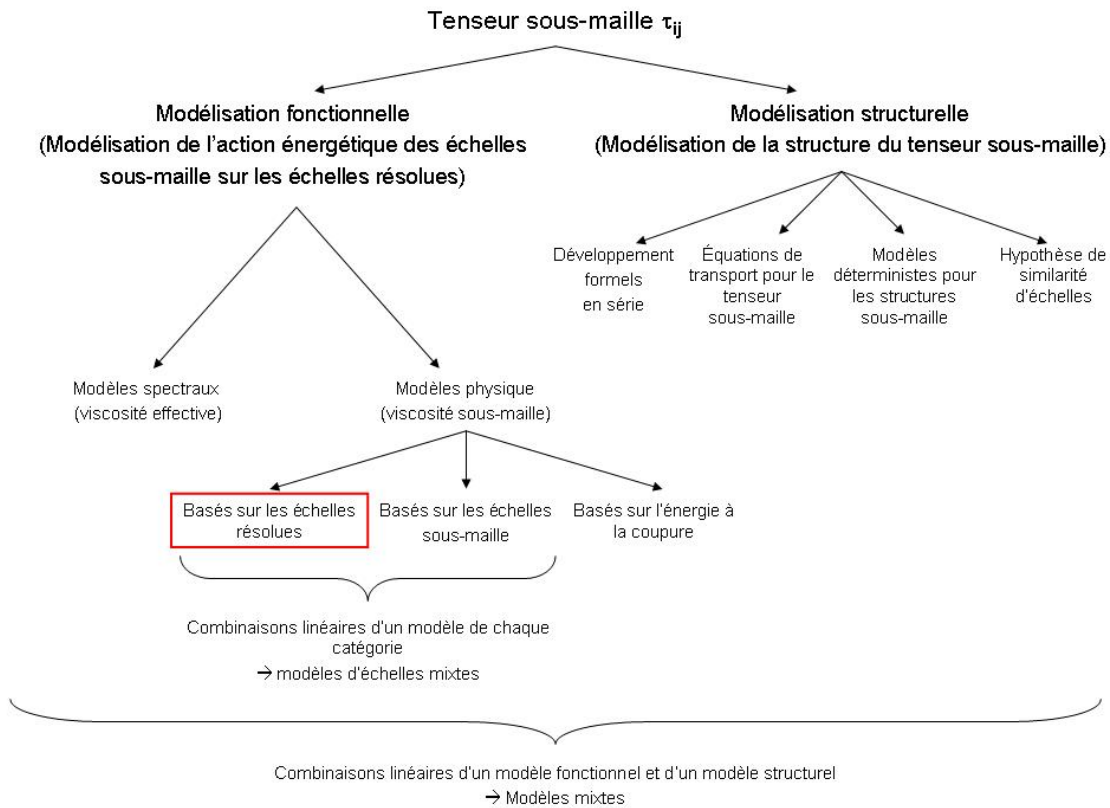 Tenseur sous-maille τij
Modélisation fonctionnelle
(Modélisation de l'action énergétique des échelles
sous-maille sur les échelles résolues)
Modélisation structurelle
(Modélisation de la structure du tenseur sous-maille)
Développement
formels
en série
Équations de
transport pour le
tenseur
sous-maille
Modèles
déterministes pour
les structures
sous-maille
Hypothèse de
similarité
d'échelles
Modèles spectraux
(viscosité effective)
Modèles physique
(viscosité sous-maille)
Basés sur les échelles
résolues
Basés sur les échelles
sous-maille
Basés sur l'énergie à
la coupure
Combinaisons linéaires d'un modèle de chaque
catégorie
→ modèles d'échelles mixtes
Combinaisons linéaires d'un modèle fonctionnel et d'un modèle structurel
→ Modèles mixtes